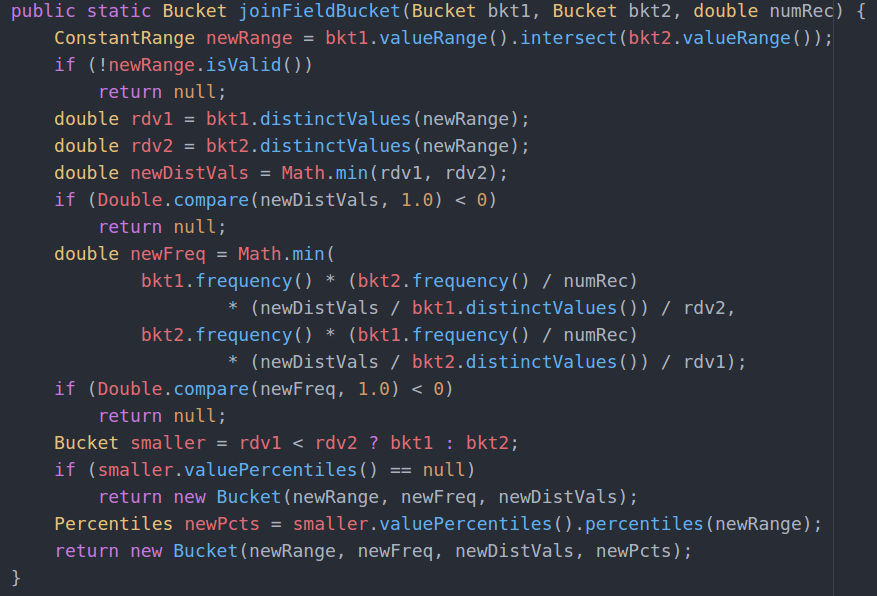 public static Bucket joinFieldBucket(Bucket bkt1, Bucket bkt2, double numRec) {
    ConstantRange newRange = bkt1.valueRange().intersect(bkt2.valueRange());
    if (!newRange.isValid())
        return null;
    double rdv1 = bkt1.distinctValues(newRange);
    double rdv2 = bkt2.distinctValues(newRange);
    double newDistVals = Math.min(rdv1, rdv2);
    if (Double.compare(newDistVals, 1.0) < 0)
        return null;
    double newFreq = Math.min(
            bkt1.frequency() * (bkt2.frequency() / numRec)
                    * (newDistVals / bkt1.distinctValues()) / rdv2,
            bkt2.frequency() * (bkt1.frequency() / numRec)
                    * (newDistVals / bkt2.distinctValues()) / rdv1);
    if (Double.compare(newFreq, 1.0) < 0)
        return null;
    Bucket smaller = rdv1 < rdv2 ? bkt1 : bkt2;
    if (smaller.valuePercentiles() == null)
        return new Bucket(newRange, newFreq, newDistVals);
    Percentiles newPcts = smaller.valuePercentiles().percentiles(newRange);
    return new Bucket(newRange, newFreq, newDistVals, newPcts);
}